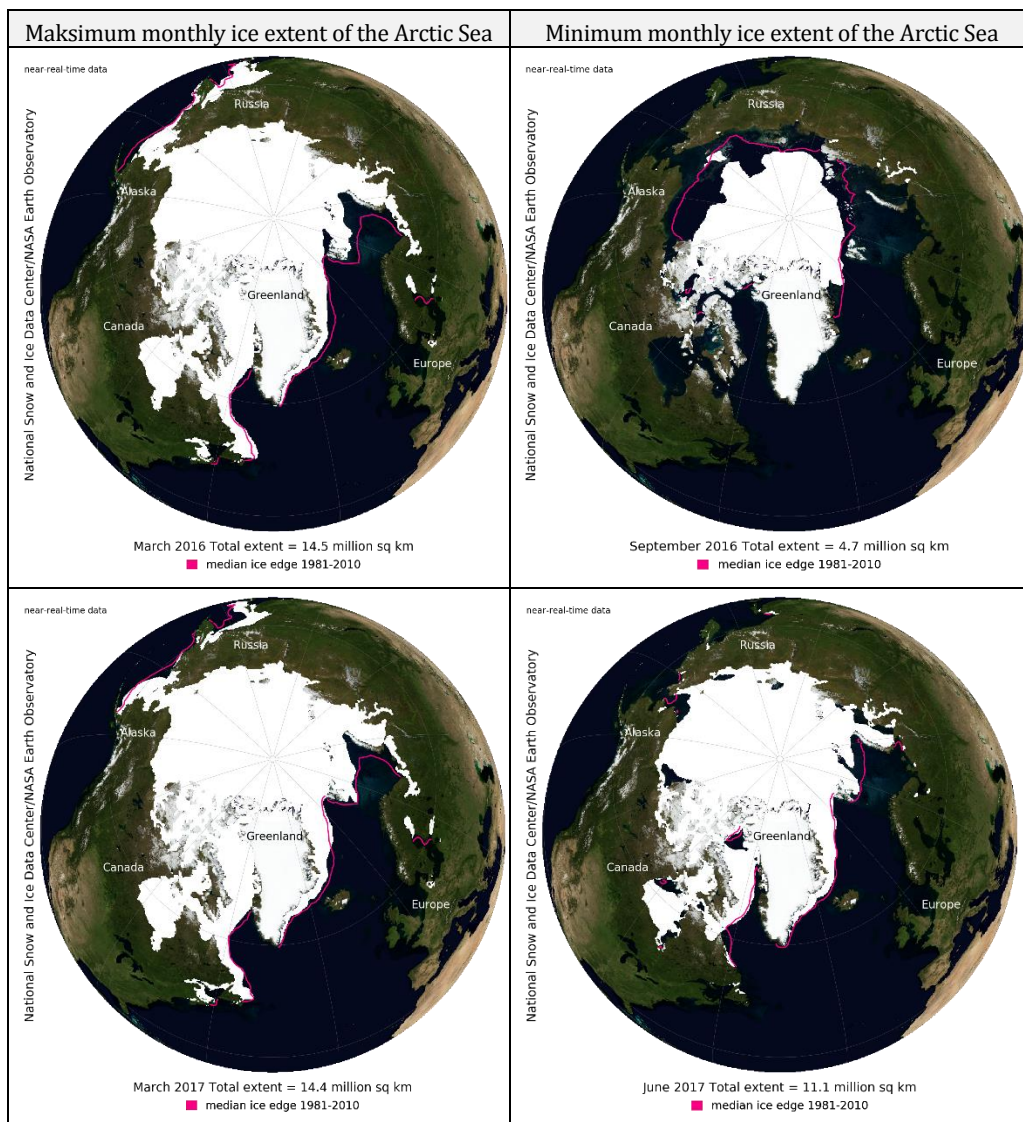 Maksimum monthly ice extent of the Arctic Sea
Minimum monthly ice extent of the Arctic Sea
near-real-time data
National Snow and Ice Data Center/NASA Earth Observatory
Russia
Alaska
Canada
Greenland
Europe
March 2016 Total extent = 14.5 million sq km
median ice edge 1981-2010
near-real-time data
National Snow and Ice Data Center/NASA Earth Observatory
Russia
Alaska
Canada
Greenland
Europe
September 2016 Total extent = 4.7 million sq km
median ice edge 1981-2010
near-real-time data
National Snow and Ice Data Center/NASA Earth Observatory
Russia
Alaska
Canada
Greenland
Europe
March 2017 Total extent = 14.4 million sq km
median ice edge 1981-2010
near-real-time data
National Snow and Ice Data Center/NASA Earth Observatory
Russia
Alaska
Canada
Greenland
Europe
June 2017 Total extent = 11.1 million sq km
median ice edge 1981-2010